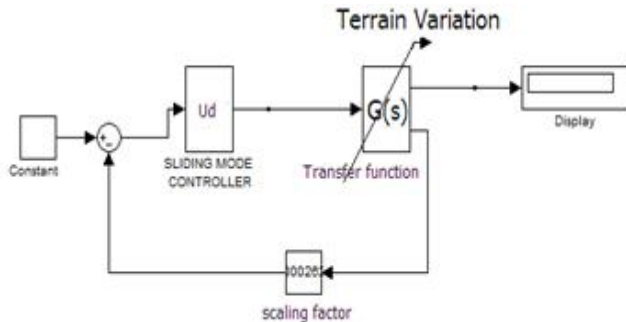 Terrain Variation
Ud
G(s)
Display
Constant
SLIDING MODE
CONTROLLER
Transfer function
scaling factor